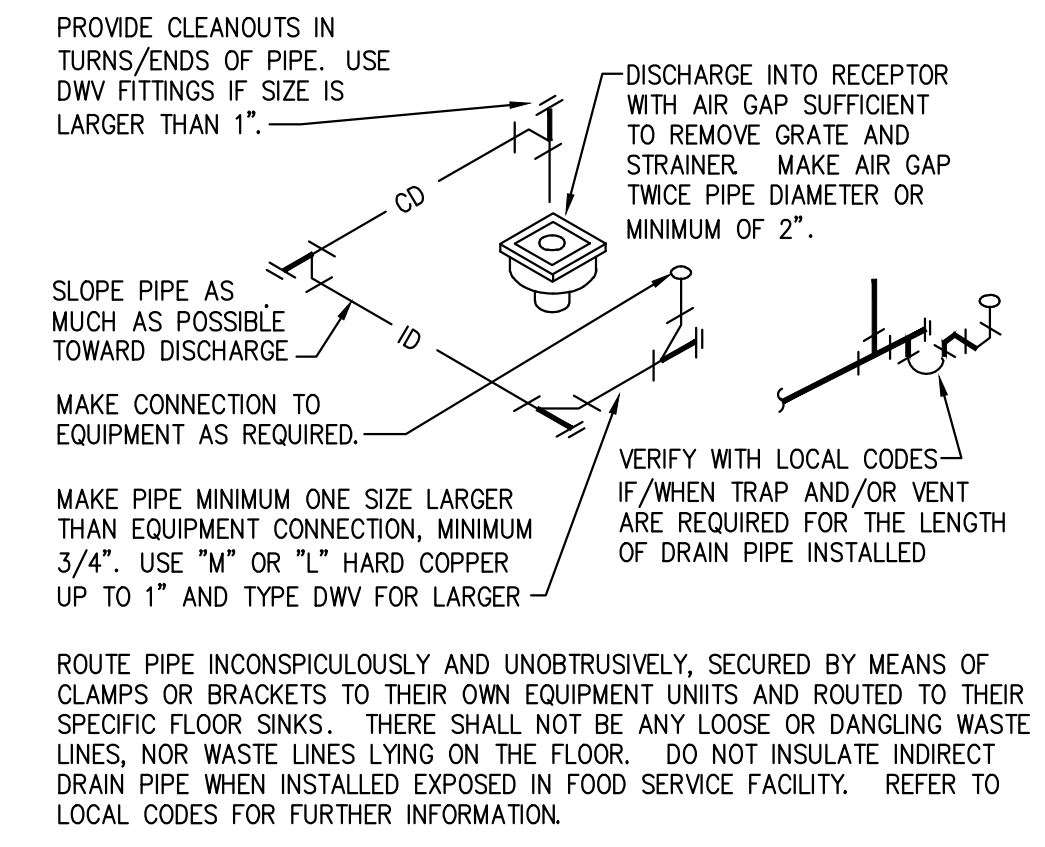 PROVIDE CLEANOUTS IN
TURNS/ENDS OF PIPE. USE
DWV FITTINGS IF SIZE IS
LARGER THAN 1".
DISCHARGE INTO RECEPTOR
WITH AIR GAP SUFFICIENT
TO REMOVE GRATE AND
STRAINER. MAKE AIR GAP
TWICE PIPE DIAMETER OR
MINIMUM OF 2".
CD
SLOPE PIPE AS
MUCH AS POSSIBLE
TOWARD DISCHARGE
ID
MAKE CONNECTION TO
EQUIPMENT AS REQUIRED.
VERIFY WITH LOCAL CODES
IF/WHEN TRAP AND/OR VENT
ARE REQUIRED FOR THE LENGTH
OF DRAIN PIPE INSTALLED
MAKE PIPE MINIMUM ONE SIZE LARGER
THAN EQUIPMENT CONNECTION, MINIMUM
3/4". USE "M" OR "L" HARD COPPER
UP TO 1" AND TYPE DWV FOR LARGER
ROUTE PIPE INCONSPICULOUSLY AND UNOBTRUSIVELY, SECURED BY MEANS OF
CLAMPS OR BRACKETS TO THEIR OWN EQUIPMENT UNIITS AND ROUTED TO THEIR
SPECIFIC FLOOR SINKS. THERE SHALL NOT BE ANY LOOSE OR DANGLING WASTE
LINES, NOR WASTE LINES LYING ON THE FLOOR. DO NOT INSULATE INDIRECT
DRAIN PIPE WHEN INSTALLED EXPOSED IN FOOD SERVICE FACILITY. REFER TO
LOCAL CODES FOR FURTHER INFORMATION.